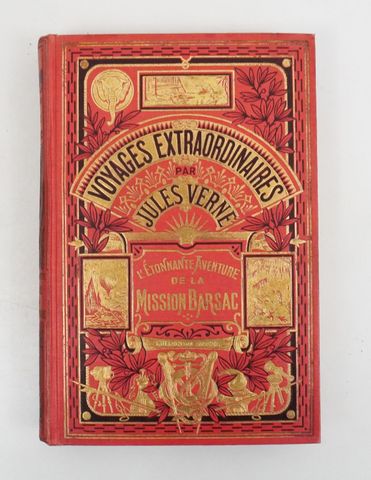 VOYAGES EXTRAORDINAIRES
PAR
JULES VERNE
L'ÉTONNANTE AVENTURE
DE LA
MISSION BARSAC